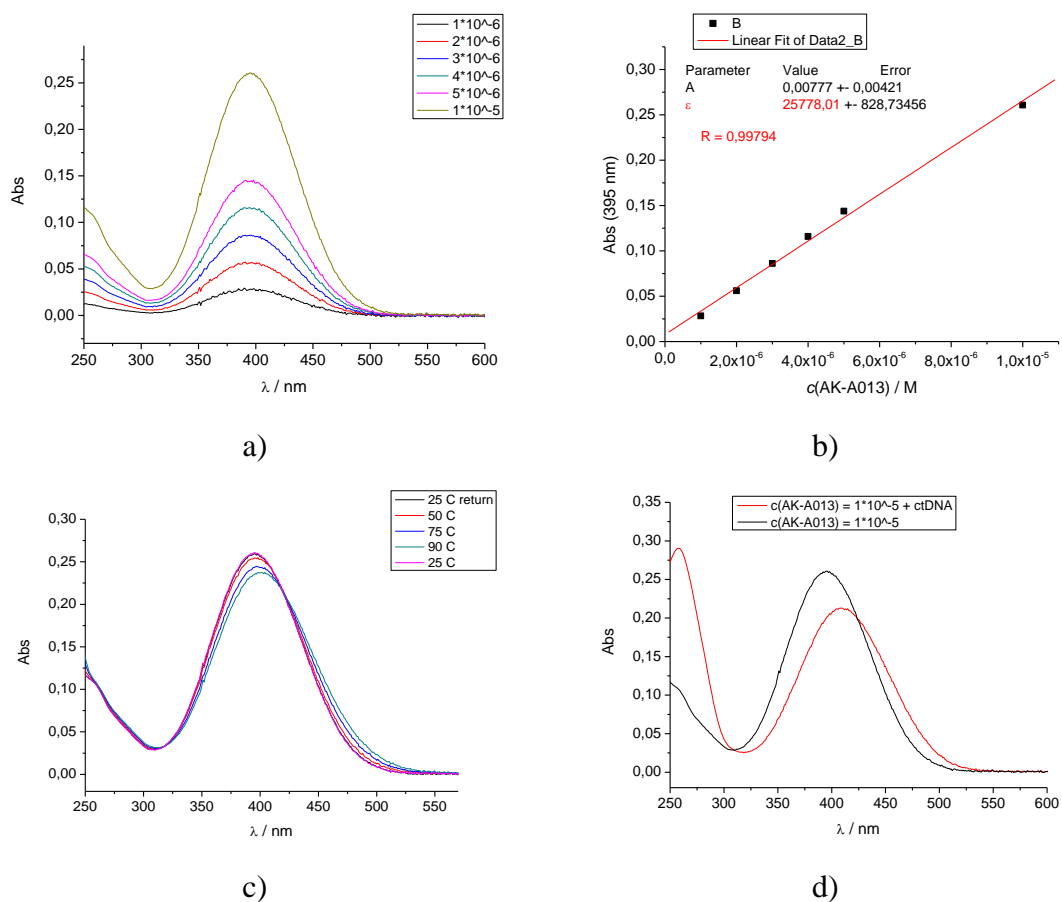 1*10^-6
2*10^-6
3*10^-6
4*10^-6
5*10^-6
1*10^-5
0,25
0,20
0,15
0,10
0,05
0,00
Abs
250 300 350 400 450 500 550 600
λ / nm
a)
B
Linear Fit of Data2_B
Parameter Value Error
A 0,00777 +- 0,00421
ε 25778,01 +- 828,73456
R = 0,99794
0,30
0,25
0,20
0,15
0,10
0,05
0,00
Abs (395 nm)
0,0 2,0x10⁻⁶ 4,0x10⁻⁶ 6,0x10⁻⁶ 8,0x10⁻⁶ 1,0x10⁻⁵
c(AK-A013) / M
b)
25 C return
50 C
75 C
90 C
25 C
0,30
0,25
0,20
0,15
0,10
0,05
0,00
Abs
250 300 350 400 450 500 550
λ / nm
c)
c(AK-A013) = 1*10^-5 + ctDNA
c(AK-A013) = 1*10^-5
0,35
0,30
0,25
0,20
0,15
0,10
0,05
0,00
Abs
250 300 350 400 450 500 550 600
λ / nm
d)